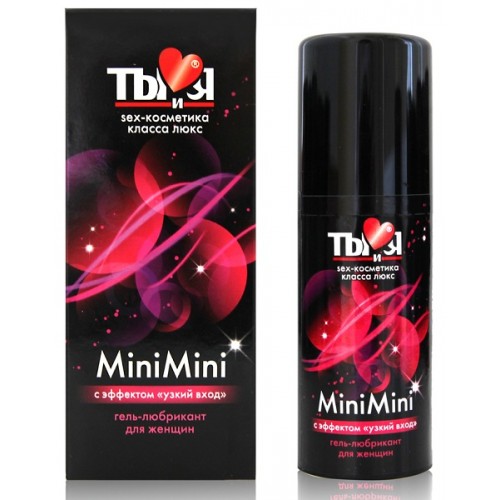 ТЫ и Я®
sex-косметика
класса люкс
MiniMini
с эффектом «узкий вход»
гель-любрикант
для женщин
ТЫ и Я
sex-косметика
класса люкс
MiniMini
с эффектом «узкий вход»
гель-любрикант
для женщин